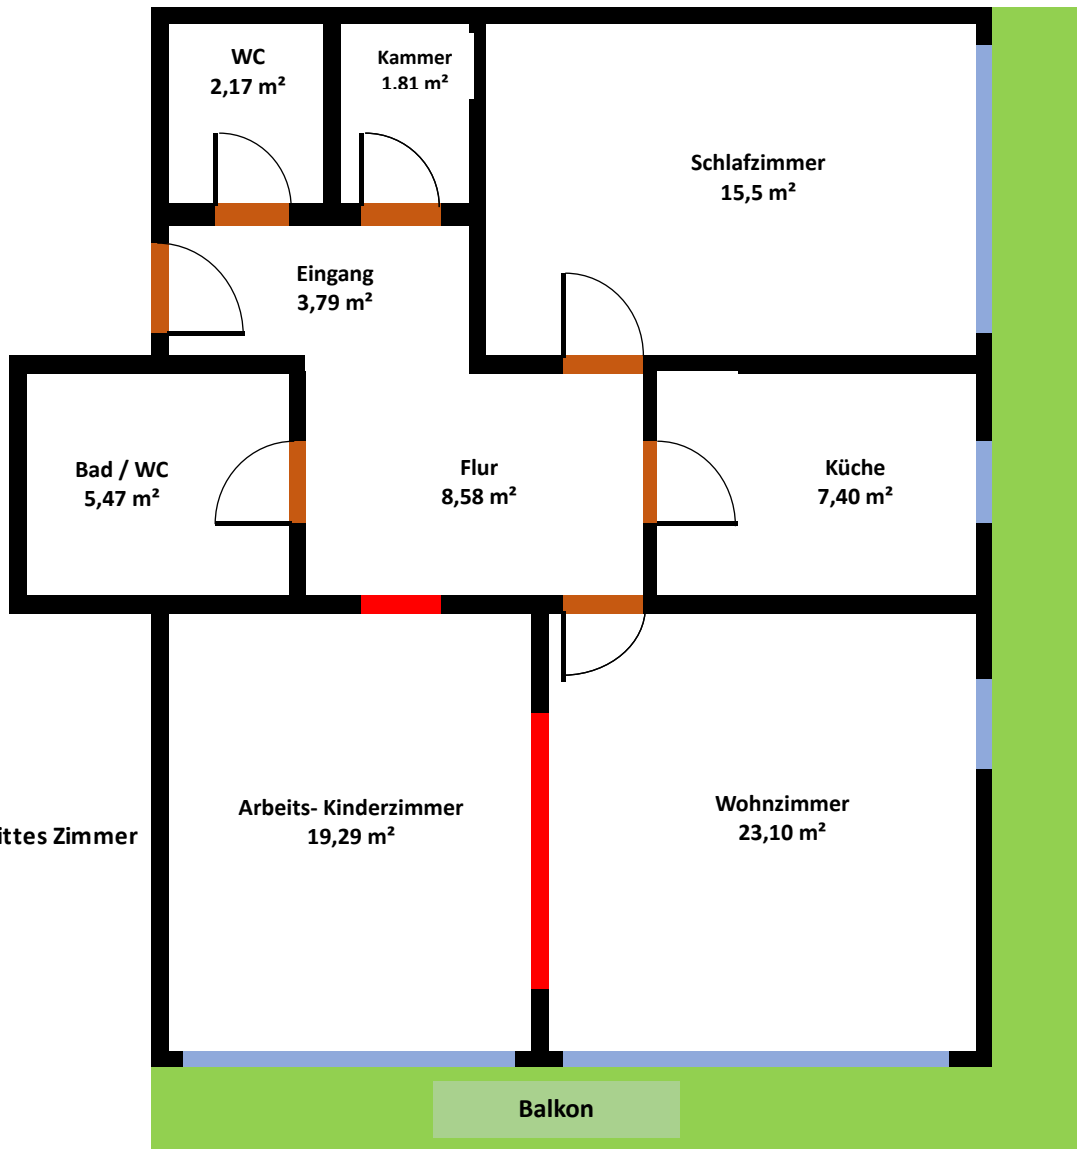 WC
2,17 m²
Kammer
1.81 m²
Schlafzimmer
15,5 m²
Eingang
3,79 m²
Bad / WC
5,47 m²
Flur
8,58 m²
Küche
7,40 m²
Arbeits- Kinderzimmer
19,29 m²
Wohnzimmer
23,10 m²
ittes Zimmer
Balkon